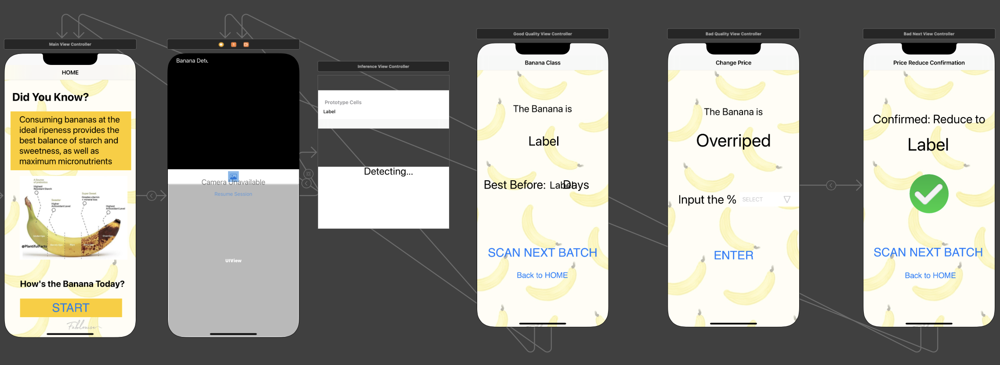 Main View Controller
HOME
Did You Know?
Consuming bananas at the
ideal ripeness provides the
best balance of starch and
sweetness, as well as
maximum micronutrients
A Source
of prebiotics
Highest
Resistant Starch
Sweeter
Higher
Antioxidant Level
Super Sweet
Greates vitamin
+ mineral loss
Highest
Antioxidant Level
Underripe
Barely ripe
Ripe
Overripe
@PlantifulFacts
How's the Banana Today?
START
Fablouise
1
Banana Dete
Camera Unavailable
Resume Session
UIView
Inference View Controller
Prototype Cells
Label
Detecting...
Good Quality View Controller
Banana Class
The Banana is
Label
Best Before: Label Days
SCAN NEXT BATCH
Back to HOME
Bad Quality View Controller
Change Price
The Banana is
Overriped
Input the % SELECT
ENTER
Bad Next View Controller
Price Reduce Confirmation
Confirmed: Reduce to
Label
SCAN NEXT BATCH
Back to HOME